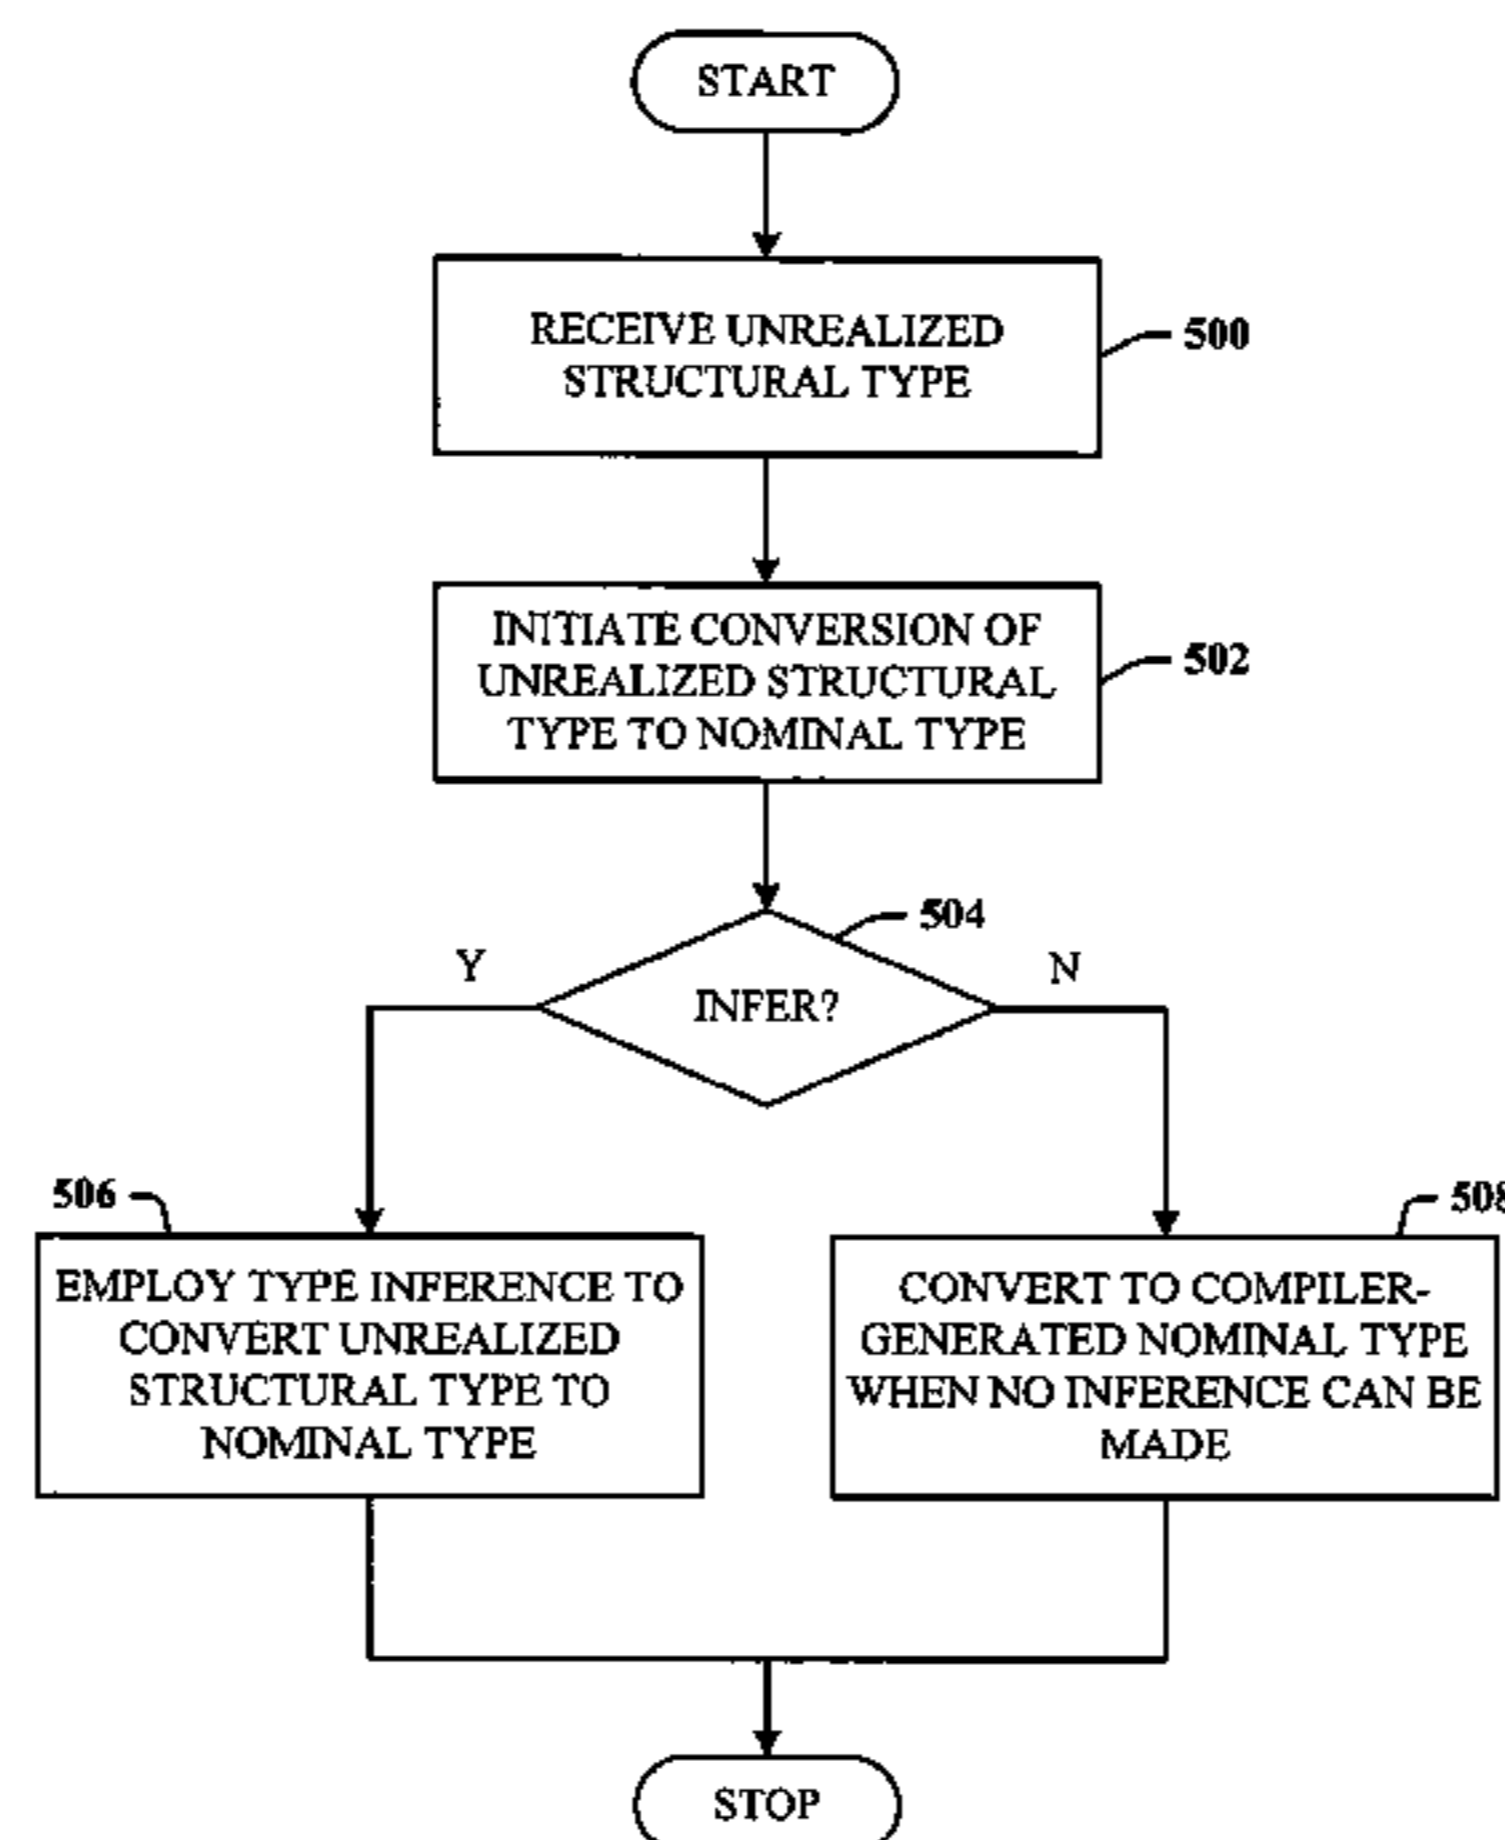 START
RECEIVE UNREALIZED
STRUCTURAL TYPE
500
INITIATE CONVERSION OF
UNREALIZED STRUCTURAL
TYPE TO NOMINAL TYPE
502
504
Y
INFER?
N
506
508
EMPLOY TYPE INFERENCE TO
CONVERT UNREALIZED
STRUCTURAL TYPE TO
NOMINAL TYPE
CONVERT TO COMPILER-
GENERATED NOMINAL TYPE
WHEN NO INFERENCE CAN BE
MADE
STOP